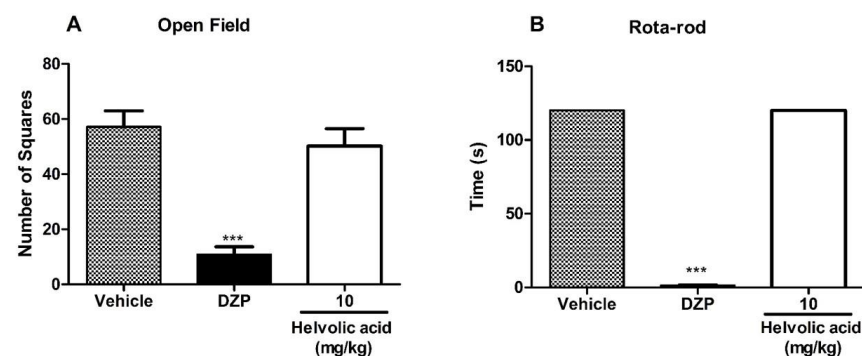 A
Open Field
Number of Squares
80
60
40
20
0
***
Vehicle
DZP
10
Helvolic acid
(mg/kg)
B
Rota-rod
Time (s)
150
100
50
0
***
Vehicle
DZP
10
Helvolic acid
(mg/kg)